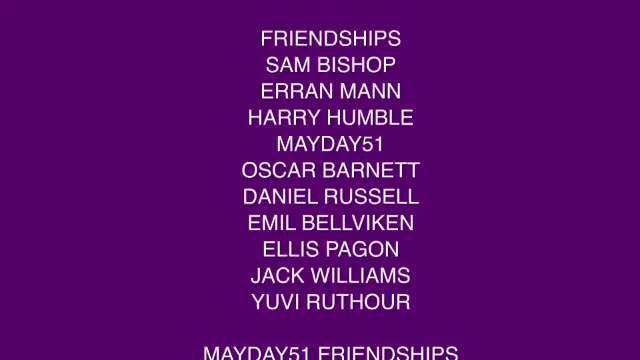 FRIENDSHIPS
SAM BISHOP
ERRAN MANN
HARRY HUMBLE
MAYDAY51
OSCAR BARNETT
DANIEL RUSSELL
EMIL BELLVIKEN
ELLIS PAGON
JACK WILLIAMS
YUVI RUTHOUR
MAYDAY51 FRIENDSHIPS